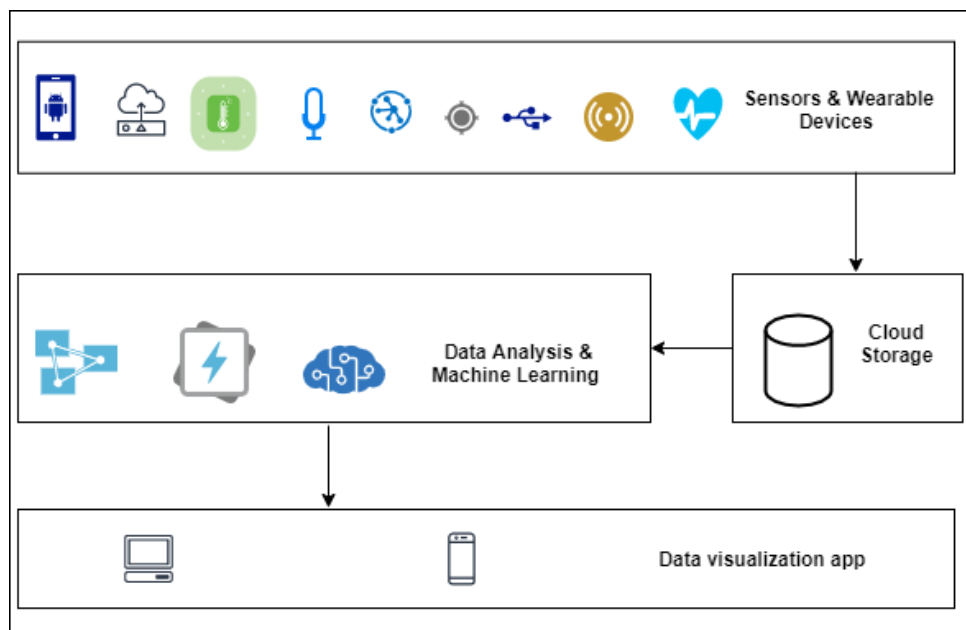 Sensors & Wearable
Devices
Cloud
Storage
Data Analysis &
Machine Learning
Data visualization app